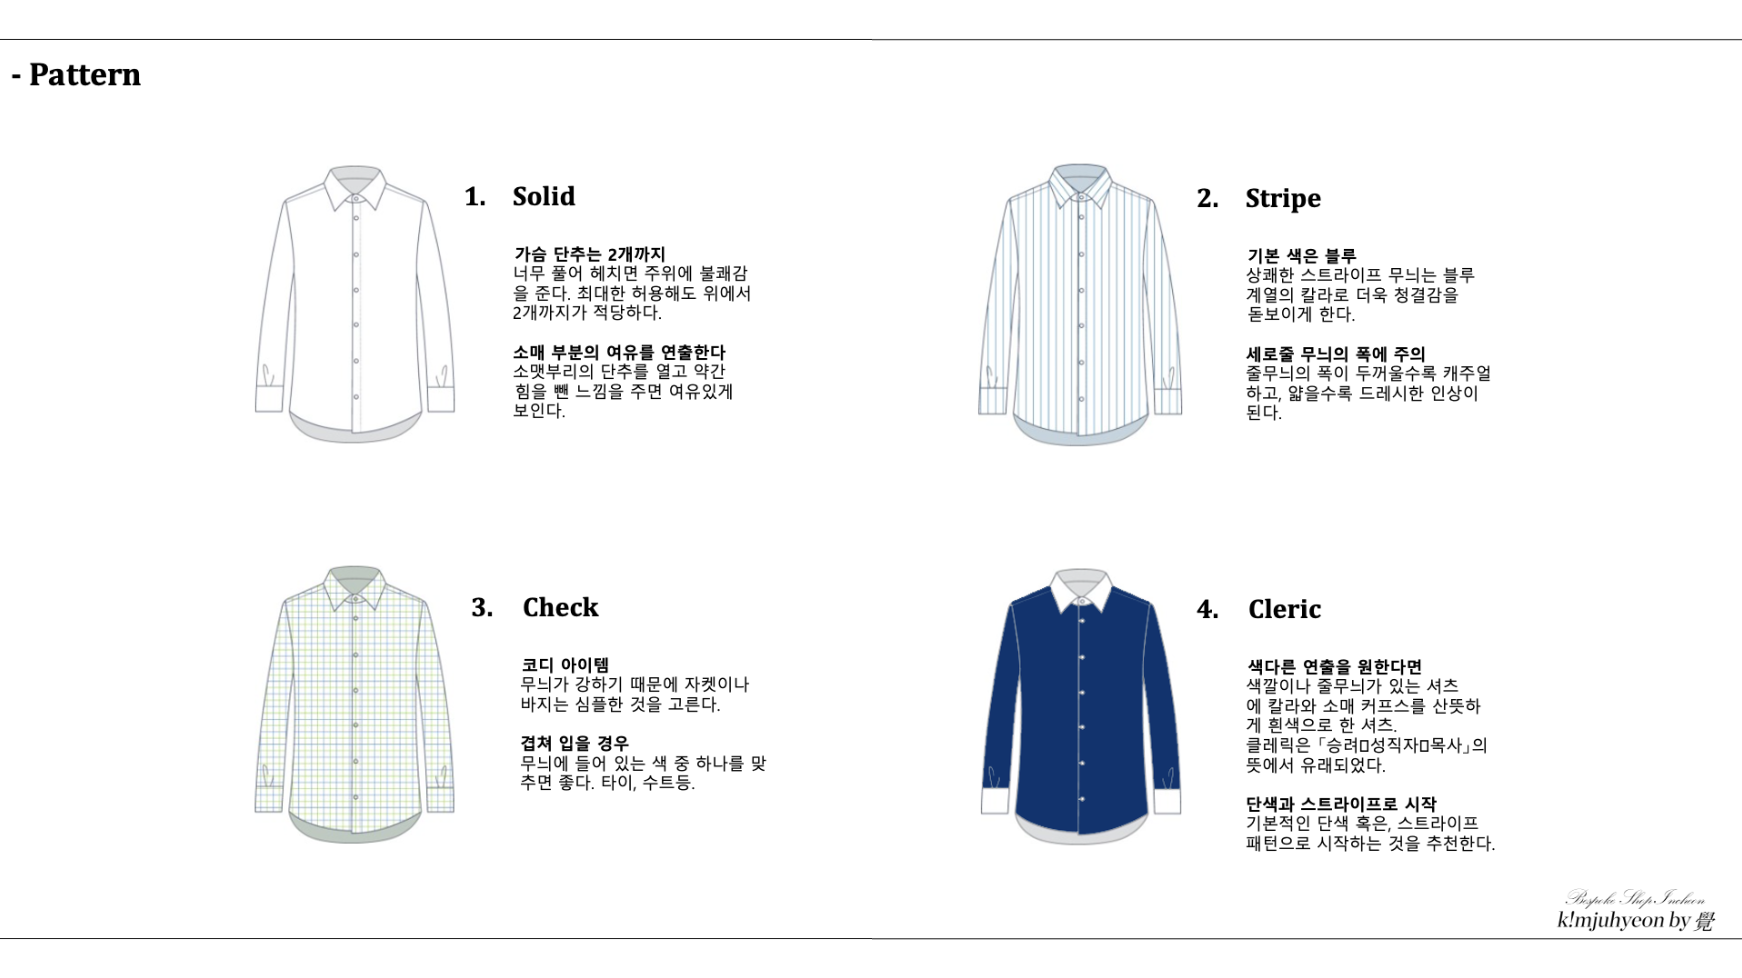 - Pattern
1. Solid
가슴 단추는 2개까지
너무 풀어 헤치면 주위에 불쾌감
을 준다. 최대한 허용해도 위에서
2개까지가 적당하다.
소매 부분의 여유를 연출한다
소맷부리의 단추를 열고 약간
힘을 뺀 느낌을 주면 여유있게
보인다.
2. Stripe
기본 색은 블루
상쾌한 스트라이프 무늬는 블루
계열의 칼라로 더욱 청결감을
돋보이게 한다.
세로줄 무늬의 폭에 주의
줄무늬의 폭이 두꺼울수록 캐주얼
하고, 얇을수록 드레시한 인상이
된다.
3. Check
코디 아이템
무늬가 강하기 때문에 자켓이나
바지는 심플한 것을 고른다.
겹쳐 입을 경우
무늬에 들어 있는 색 중 하나를 맞
추면 좋다. 타이, 수트등.
4. Cleric
색다른 연출을 원한다면
색깔이나 줄무늬가 있는 셔츠
에 칼라와 소매 커프스를 산뜻하
게 흰색으로 한 셔츠.
클레릭은 「승려▯성직자▯목사」의
뜻에서 유래되었다.
단색과 스트라이프로 시작
기본적인 단색 혹은, 스트라이프
패턴으로 시작하는 것을 추천한다.
Bespoke Shop Incheon
k!mjuhyeon by 覺